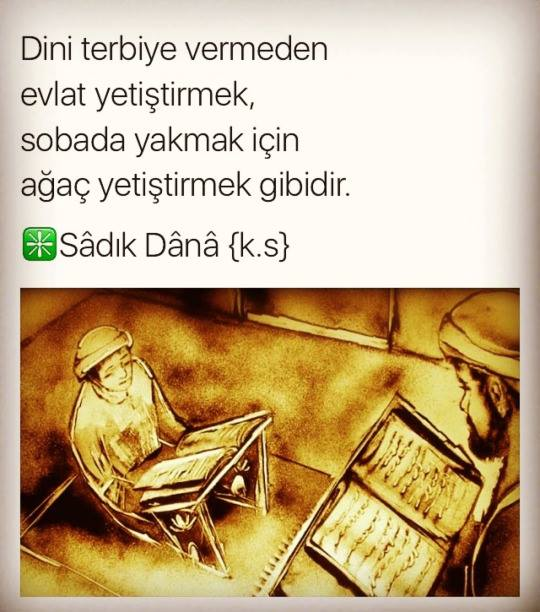 Dini terbiye vermeden
evlat yetiştirmek,
sobada yakmak için
ağaç yetiştirmek gibidir.
❇️Sâdık Dânâ {k.s}